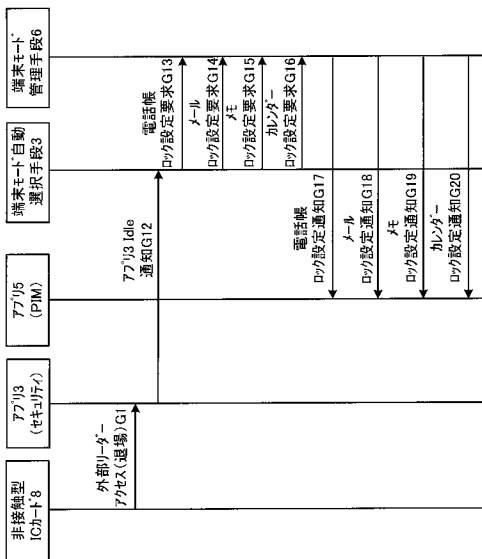 非接触型
ICカード8
アプリ3
(セキュリティ)
アプリ5
(PIM)
端末モード自動
選択手段3
端末モード
管理手段6
外部リーダー
アクセス(退場)G1
アプリ3 Idle
通知G12
電話帳
ロック設定要求G13
メール
ロック設定要求G14
メモ
ロック設定要求G15
カレンダー
ロック設定要求G16
電話帳
ロック設定通知G17
メール
ロック設定通知G18
メモ
ロック設定通知G19
カレンダー
ロック設定通知G20